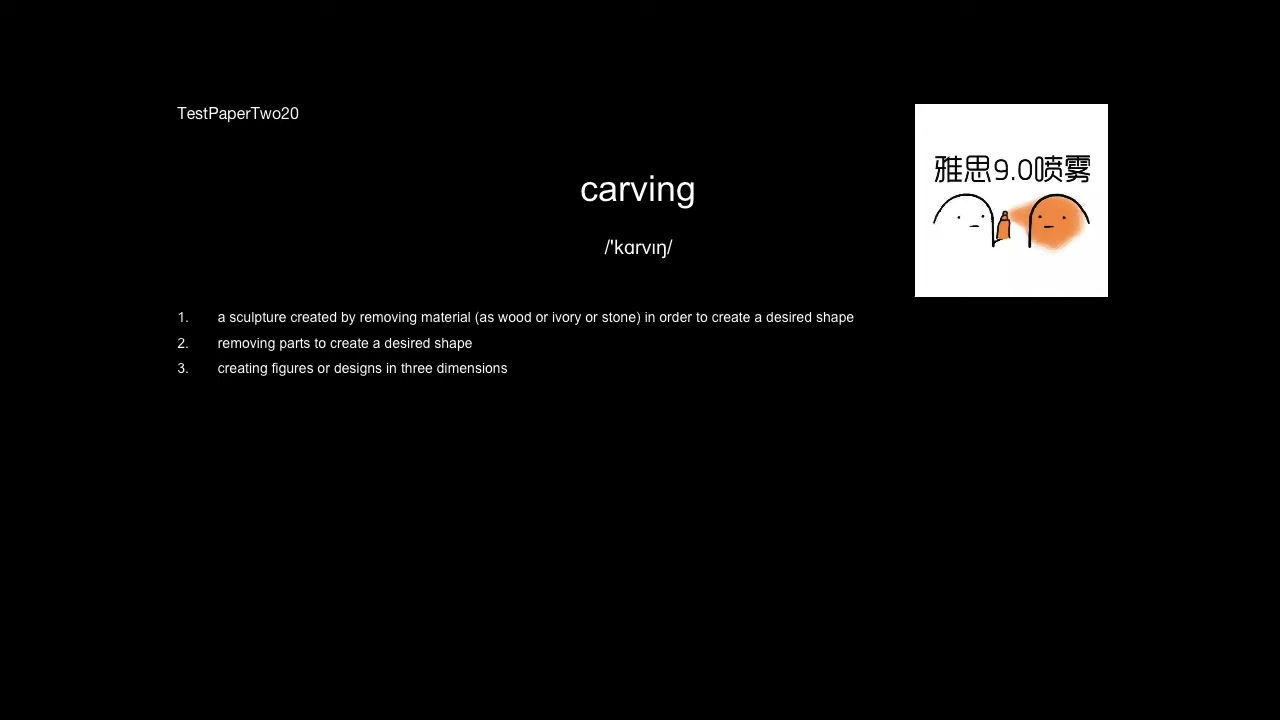 TestPaperTwo20
雅思9.0喷雾
carving
/'kɑrvɪŋ/
1. a sculpture created by removing material (as wood or ivory or stone) in order to create a desired shape
2. removing parts to create a desired shape
3. creating figures or designs in three dimensions